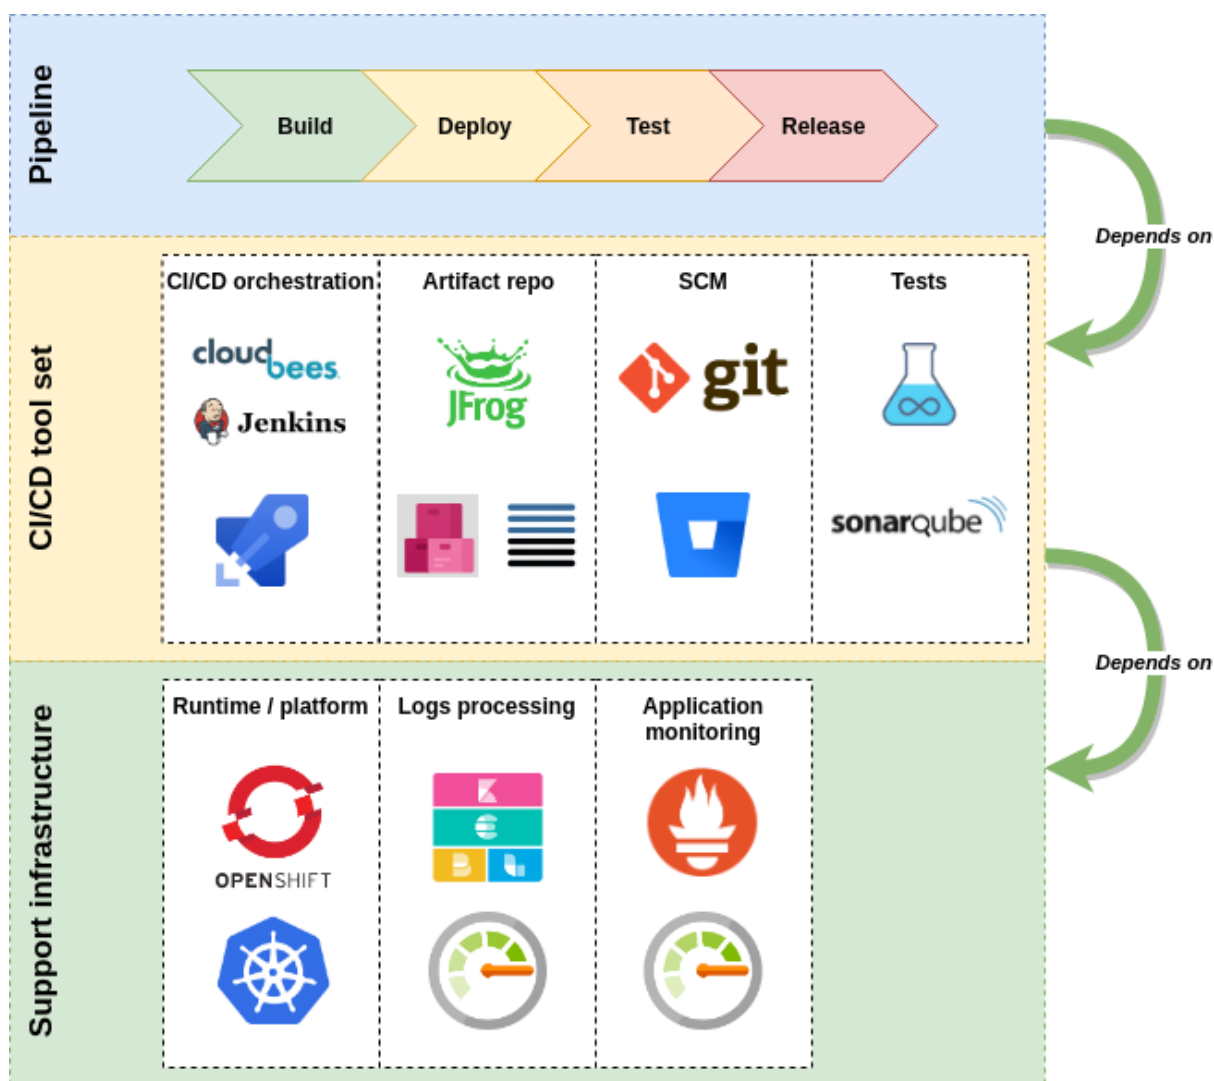 Pipeline
Build
Deploy
Test
Release
Depends on
CI/CD tool set
CI/CD orchestration
Artifact repo
SCM
Tests
cloudbees
Jenkins
JFrog
git
sonarqube
Depends on
Support infrastructure
Runtime / platform
Logs processing
Application
monitoring
OPENSHIFT